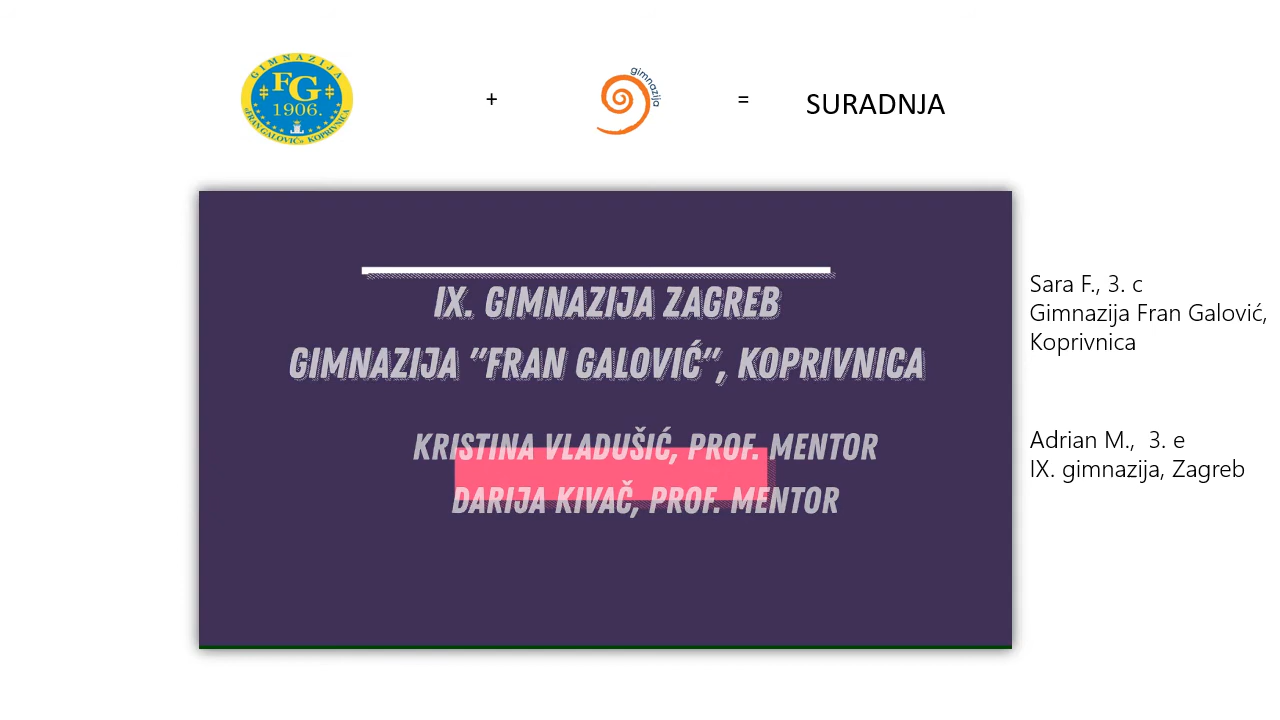 GIMNAZIJA
FG
1906.
«FRAN GALOVIĆ» KOPRIVNICA
+
gimnazija
=
SURADNJA
IX. GIMNAZIJA ZAGREB
GIMNAZIJA "FRAN GALOVIĆ", KOPRIVNICA
KRISTINA VLADUŠIĆ, PROF. MENTOR
DARIJA KIVAČ, PROF. MENTOR
Sara F., 3. c
Gimnazija Fran Galović,
Koprivnica
Adrian M.,  3. e
IX. gimnazija, Zagreb